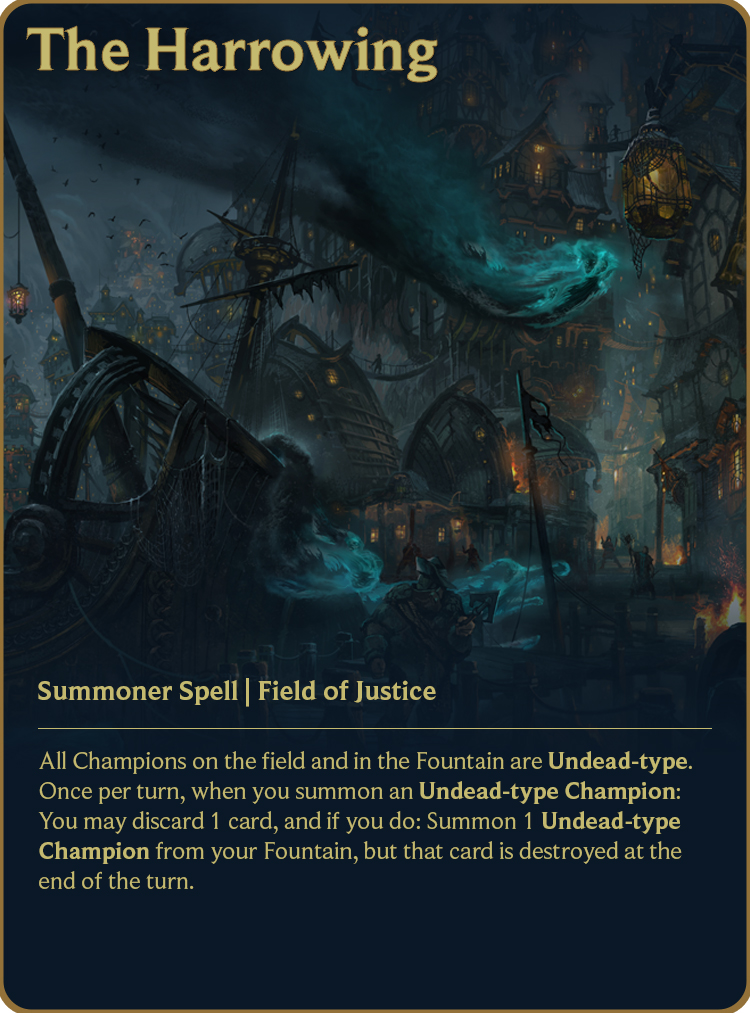 The Harrowing
Summoner Spell | Field of Justice
All Champions on the field and in the Fountain are Undead-type.
Once per turn, when you summon an Undead-type Champion:
You may discard 1 card, and if you do: Summon 1 Undead-type
Champion from your Fountain, but that card is destroyed at the
end of the turn.